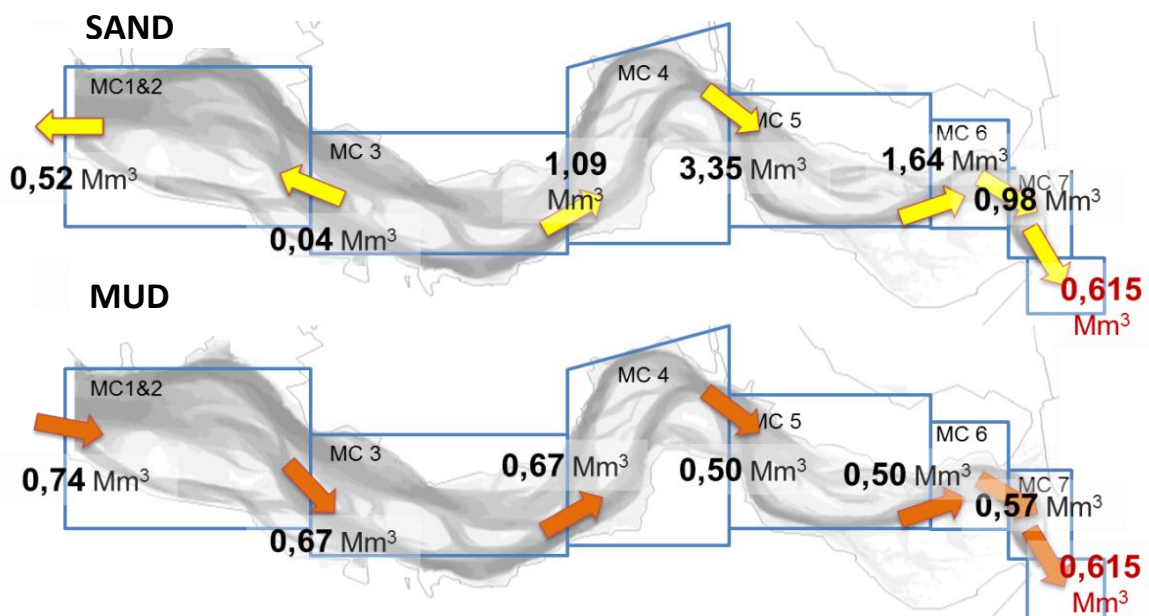 SAND
MC1&2
MC 4
MC 5
MC 6
MC 3
1,09
Mm³
3,35 Mm³
1,64 Mm³
MC 7
0,98 Mm³
0,52 Mm³
0,04 Mm³
0,615
Mm³
MUD
MC1&2
MC 4
MC 5
MC 6
MC 3
0,67 Mm³
0,50 Mm³
0,50 Mm³
MC 7
0,57 Mm³
0,74 Mm³
0,67 Mm³
0,615
Mm³